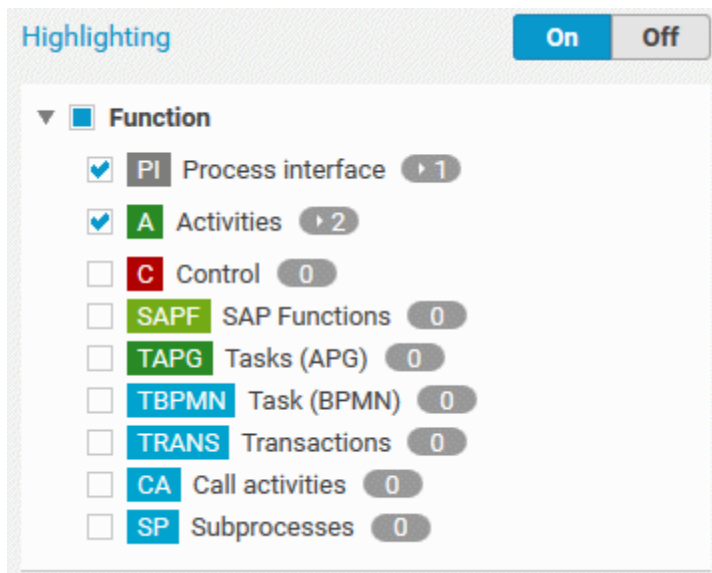 Highlighting On Off
Function
PI Process interface 1
A Activities 2
C Control 0
SAPF SAP Functions 0
TAPG Tasks (APG) 0
TBPMN Task (BPMN) 0
TRANS Transactions 0
CA Call activities 0
SP Subprocesses 0